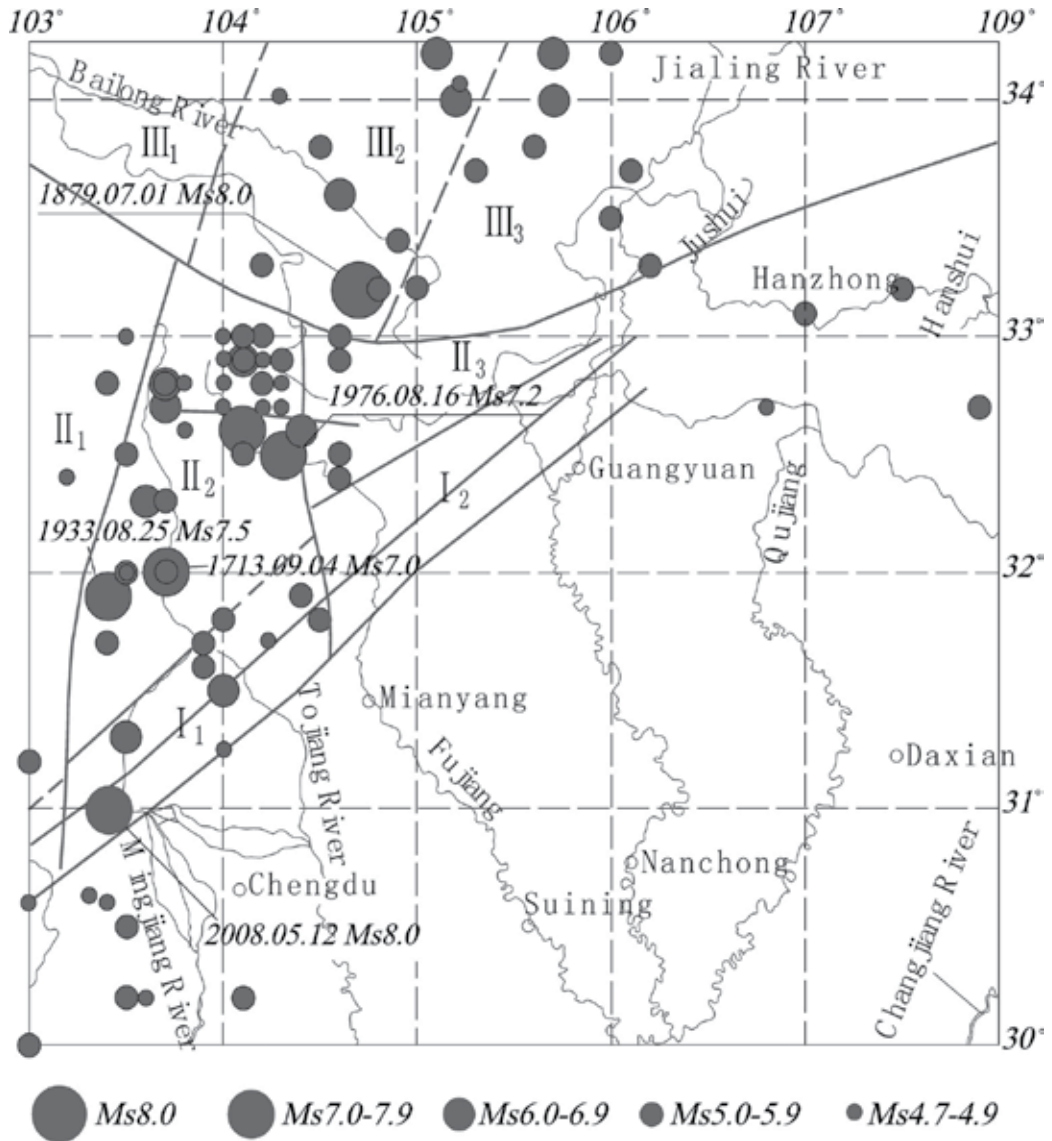 103° 104° 105° 106° 107° 109°
Jialing River
Bailong River
34°
III₁
III₂
1879.07.01 Ms8.0
III₃
Jushui
Hanzhong
Hanshui
33°
II₃
1976.08.16 Ms7.2
II₁
Guangyuan
I₂
II₂
Qujiang
1933.08.25 Ms7.5
1713.09.04 Ms7.0
32°
Tojiang River
Mianyang
I₁
Fujiang
Daxian
31°
Mingjiang River
Chengdu
Nanchong
Suining
2008.05.12 Ms8.0
Changjiang River
30°
Ms8.0 Ms7.0-7.9 Ms6.0-6.9 Ms5.0-5.9 Ms4.7-4.9